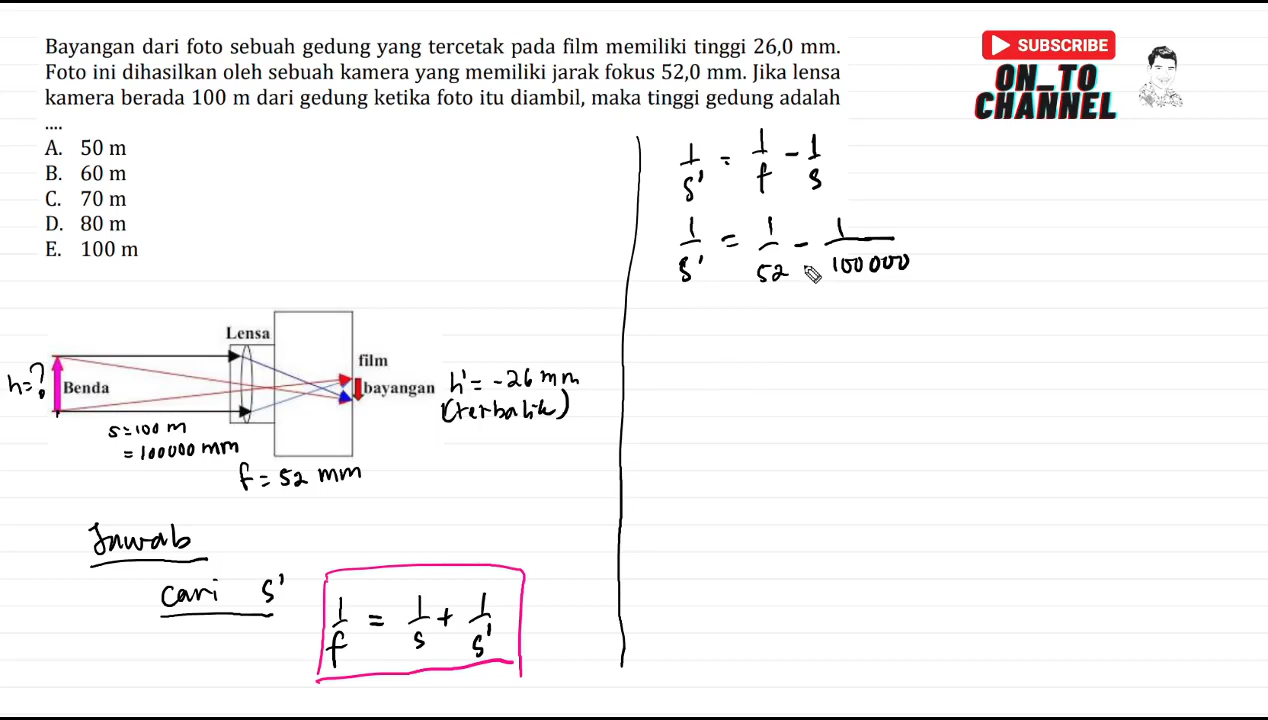 Bayangan dari foto sebuah gedung yang tercetak pada film memiliki tinggi 26,0 mm.
Foto ini dihasilkan oleh sebuah kamera yang memiliki jarak fokus 52,0 mm. Jika lensa
kamera berada 100 m dari gedung ketika foto itu diambil, maka tinggi gedung adalah
....
A. 50 m
B. 60 m
C. 70 m
D. 80 m
E. 100 m
SUBSCRIBE
ON_TO
CHANNEL
1/s' = 1/f - 1/s
1/s' = 1/52 - 1/100000
Lensa
film
h=?
Benda
bayangan
h' = -26 mm
(terbalik)
s=100 m
= 100000 mm
f = 52 mm
Jawab
cari s'
1/f = 1/s + 1/s'